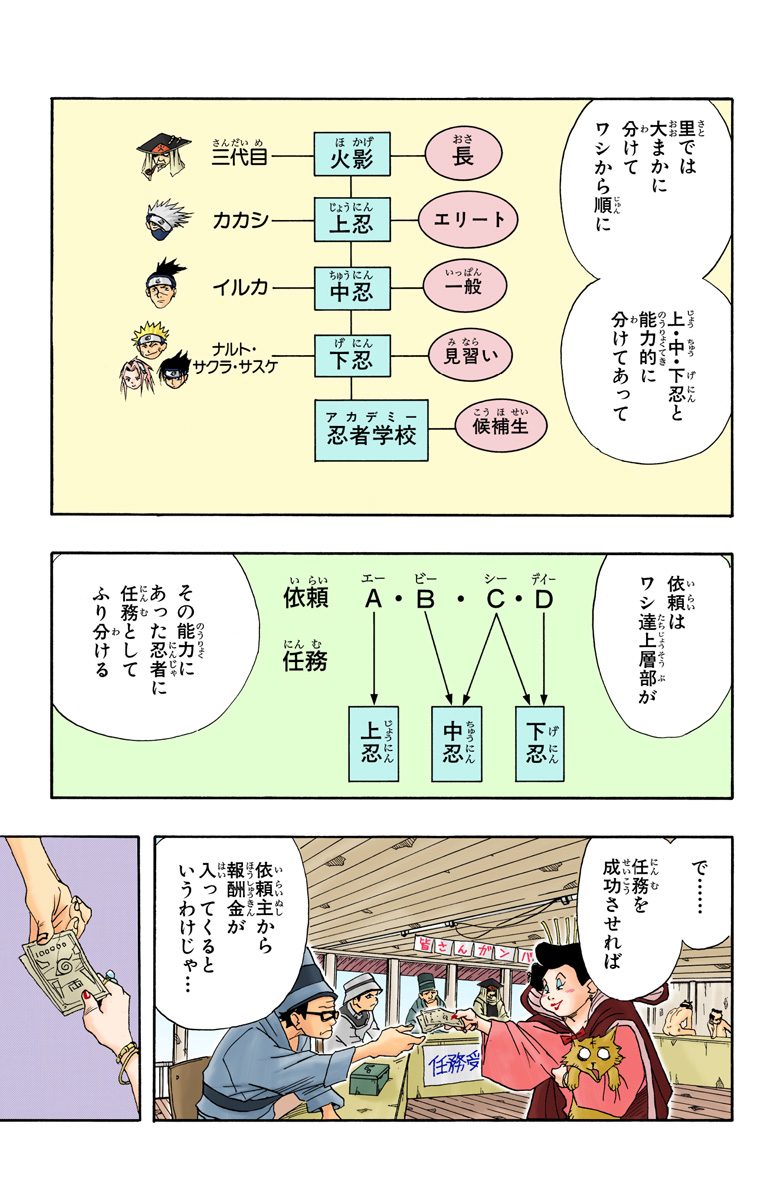 里では
大まかに
分けて
ワシから順に
上・中・下忍と
能力的に
分けてあって
三代目 火影 長
カカシ 上忍 エリート
イルカ 中忍 一般
ナルト・
サクラ・サスケ 下忍 見習い
忍者学校 候補生
依頼は
ワシ達上層部が
依頼 A・B・C・D
任務
上忍 中忍 下忍
その能力に
あった忍者に
任務として
ふり分ける
で……
任務を
成功させれば
依頼主から
報酬金が
入ってくると
いうわけじゃ…
皆さんガンバ
任務受